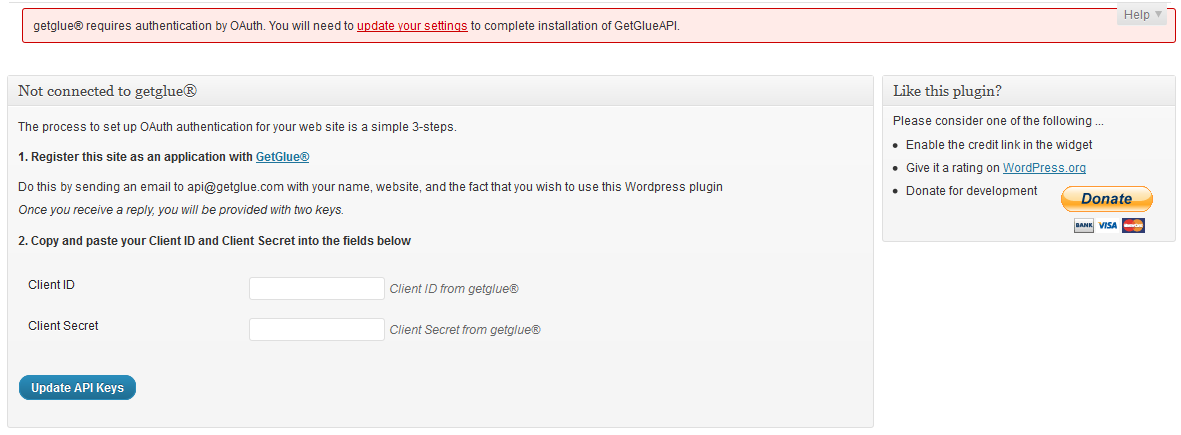 Help
getglue® requires authentication by OAuth. You will need to update your settings to complete installation of GetGlueAPI.
Not connected to getglue®
The process to set up OAuth authentication for your web site is a simple 3-steps.
1. Register this site as an application with GetGlue®
Do this by sending an email to api@getglue.com with your name, website, and the fact that you wish to use this Wordpress plugin
Once you receive a reply, you will be provided with two keys.
2. Copy and paste your Client ID and Client Secret into the fields below
Client ID
Client ID from getglue®
Client Secret
Client Secret from getglue®
Update API Keys
Like this plugin?
Please consider one of the following ...
Enable the credit link in the widget
Give it a rating on WordPress.org
Donate for development
Donate
BANK VISA MasterCard